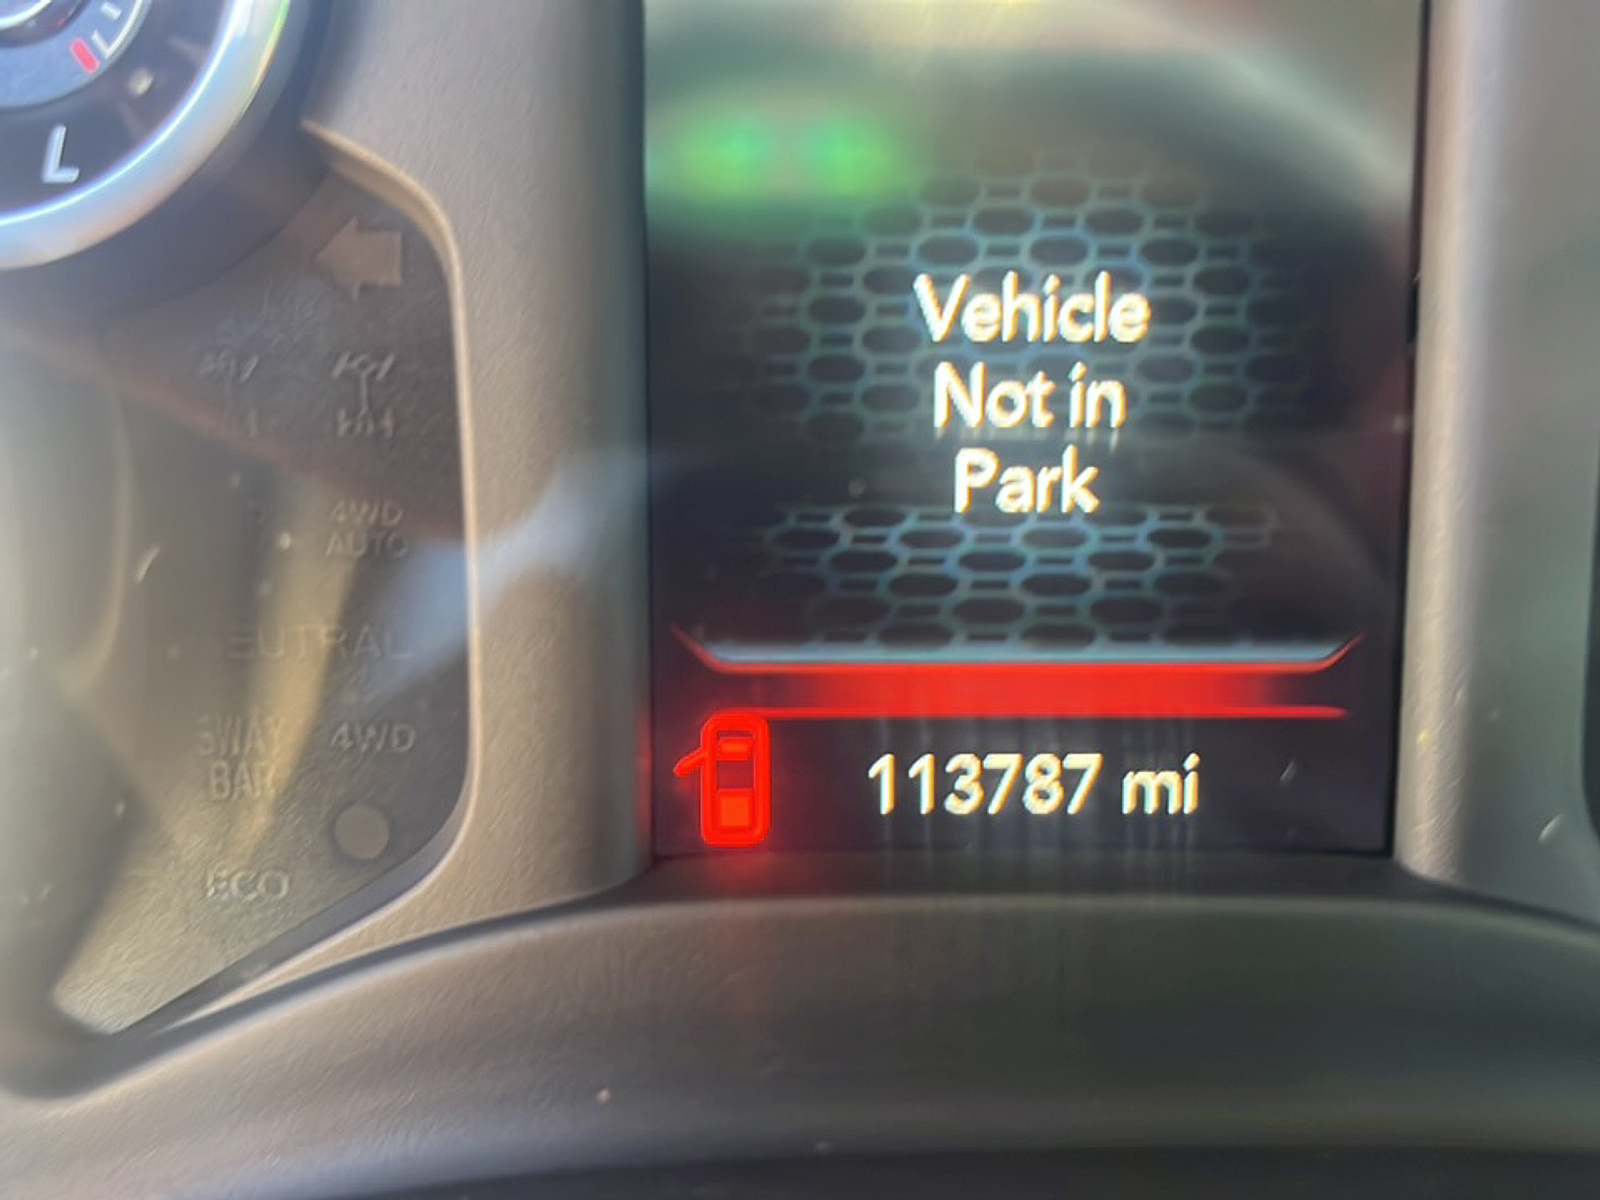 L
Vehicle
Not in
Park
4WD
AUTO
NEUTRAL
SWAY
BAR
4WD
ECO
113787 mi